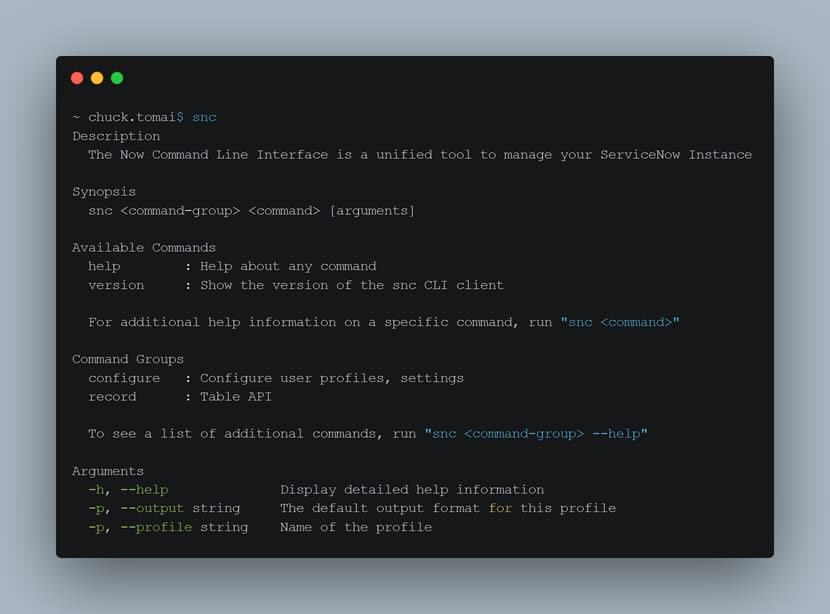 ~ chuck.tomai$ snc
Description
  The Now Command Line Interface is a unified tool to manage your ServiceNow Instance

Synopsis
  snc <command-group> <command> [arguments]

Available Commands
  help        : Help about any command
  version     : Show the version of the snc CLI client

  For additional help information on a specific command, run "snc <command>"

Command Groups
  configure   : Configure user profiles, settings
  record      : Table API

  To see a list of additional commands, run "snc <command-group> --help"

Arguments
  -h, --help              Display detailed help information
  -p, --output string     The default output format for this profile
  -p, --profile string    Name of the profile